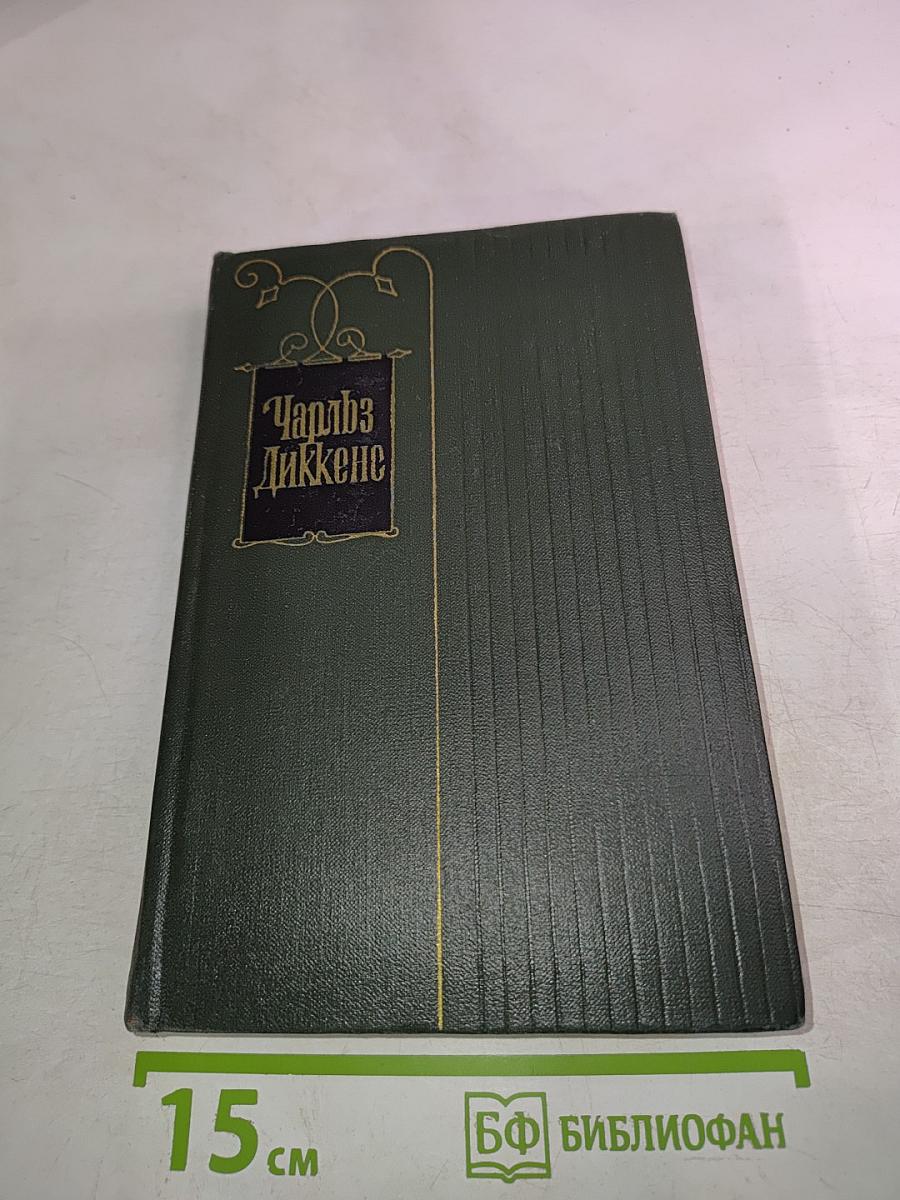 Чарльз
Диккенс
15 см
БФ БИБЛИОФАН